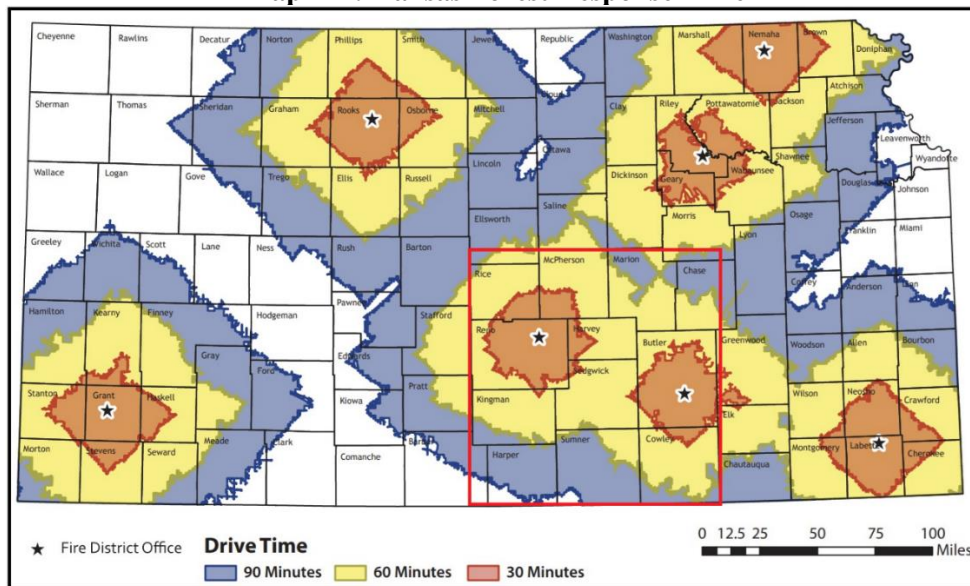 Cheyenne Rawlins Decatur Norton Phillips Smith Jewell Republic Washington Marshall Nemaha Brown Doniphan
Atchison
Sherman Thomas Sheridan Graham Rooks Osborne Mitchell Cloud Clay Riley Pottawatomie Jackson Jefferson Leavenworth
Wyandotte
Wallace Logan Gove Trego Ellis Russell Lincoln Ottawa Dickinson Geary Wabaunsee Shawnee Douglas Johnson
Saline Morris Osage
Greeley Wichita Scott Lane Ness Rush Barton Ellsworth McPherson Marion Chase Lyon Franklin Miami
Rice Coffey Anderson Linn
Hamilton Kearny Finney Hodgeman Pawnee Stafford Reno Harvey Butler Greenwood Woodson Allen Bourbon
Gray Ford Edwards Sedgwick
Stanton Grant Haskell Kiowa Pratt Kingman Elk Wilson Neosho Crawford
Morton Stevens Seward Meade Clark Comanche Barber Harper Sumner Cowley Chautauqua Montgomery Labette Cherokee
Fire District Office
Drive Time
90 Minutes 60 Minutes 30 Minutes
0 12.5 25 50 75 100
Miles